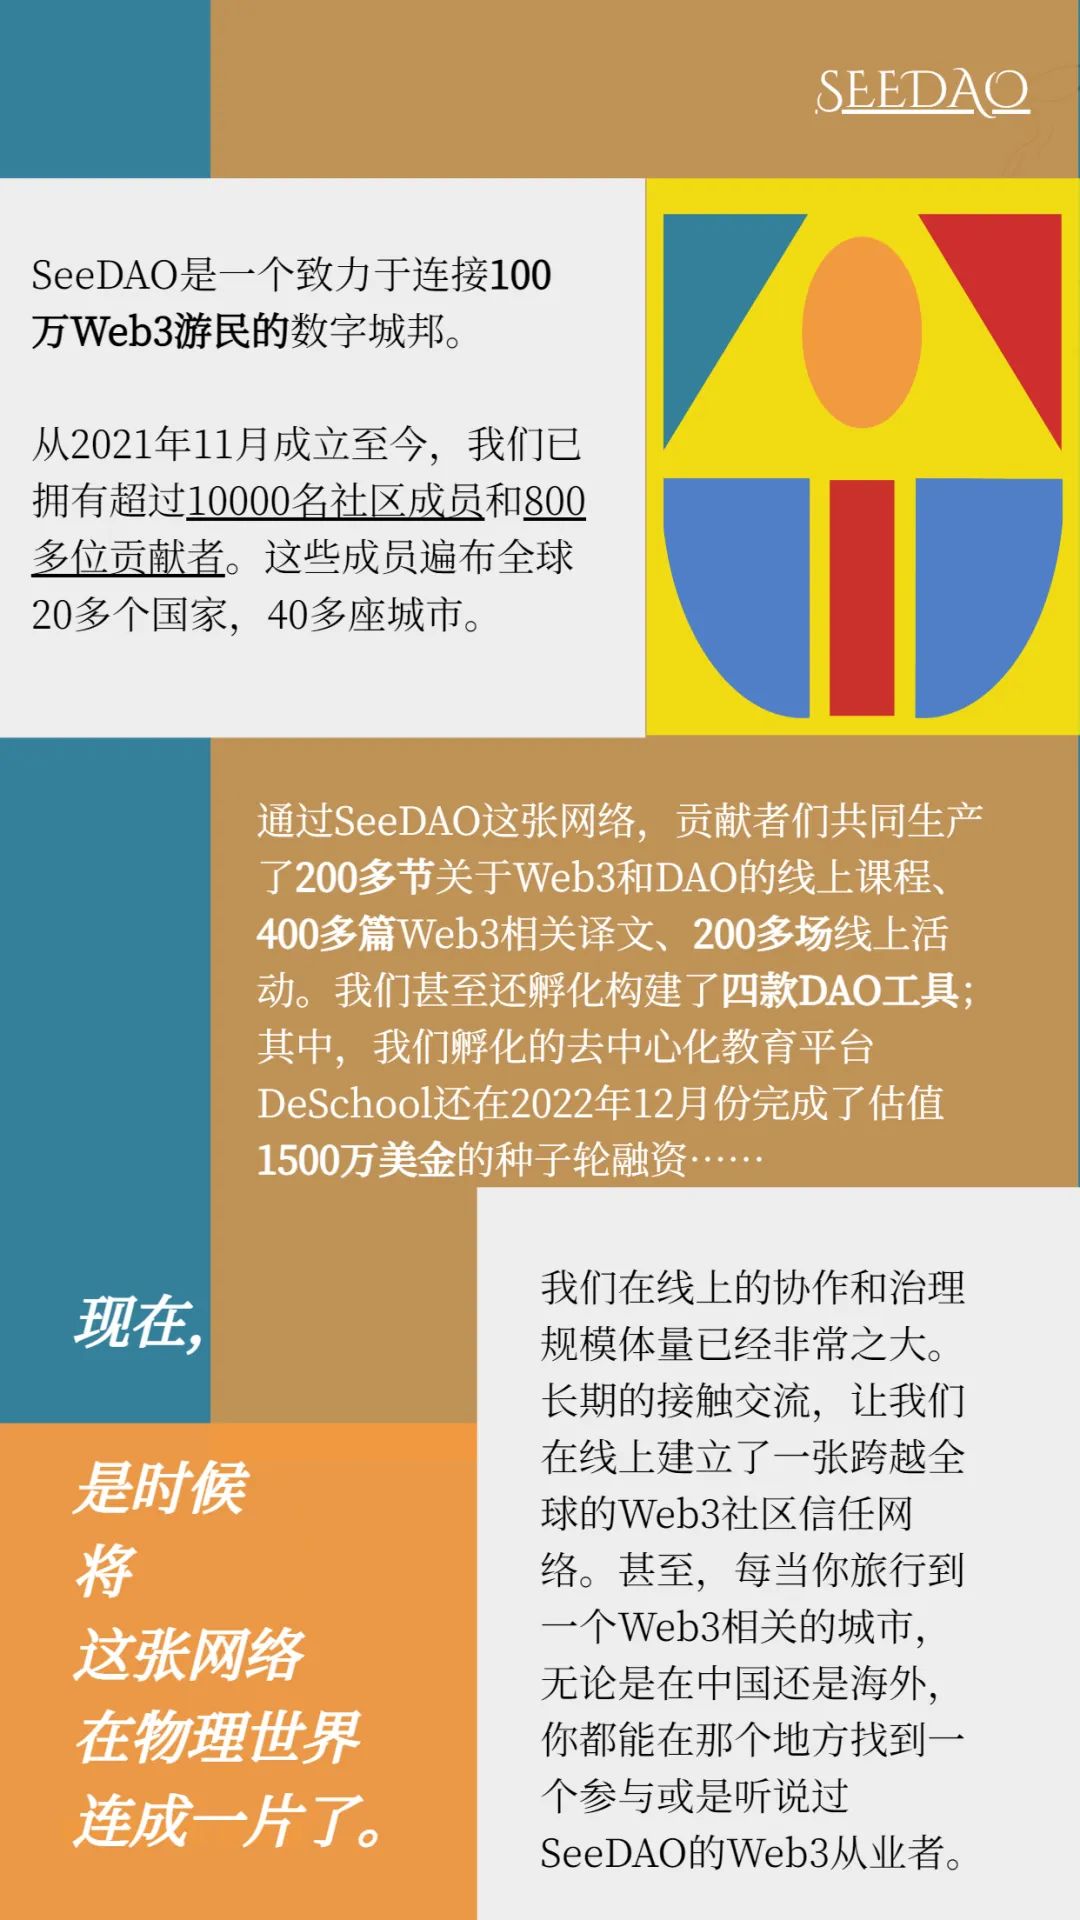 SEEDAO
SeeDAO是一个致力于连接100
万Web3游民的数字城邦。
从2021年11月成立至今，我们已
拥有超过10000名社区成员和800
多位贡献者。这些成员遍布全球
20多个国家，40多座城市。
通过SeeDAO这张网络，贡献者们共同生产
了200多节关于Web3和DAO的线上课程、
400多篇Web3相关译文、200多场线上活
动。我们甚至还孵化构建了四款DAO工具；
其中，我们孵化的去中心化教育平台
DeSchool还在2022年12月份完成了估值
1500万美金的种子轮融资……
现在，
是时候
将
这张网络
在物理世界
连成一片了。
我们在线上的协作和治理
规模体量已经非常之大。
长期的接触交流，让我们
在线上建立了一张跨越全
球的Web3社区信任网
络。甚至，每当你旅行到
一个Web3相关的城市，
无论是在中国还是海外，
你都能在那个地方找到一
个参与或是听说过
SeeDAO的Web3从业者。